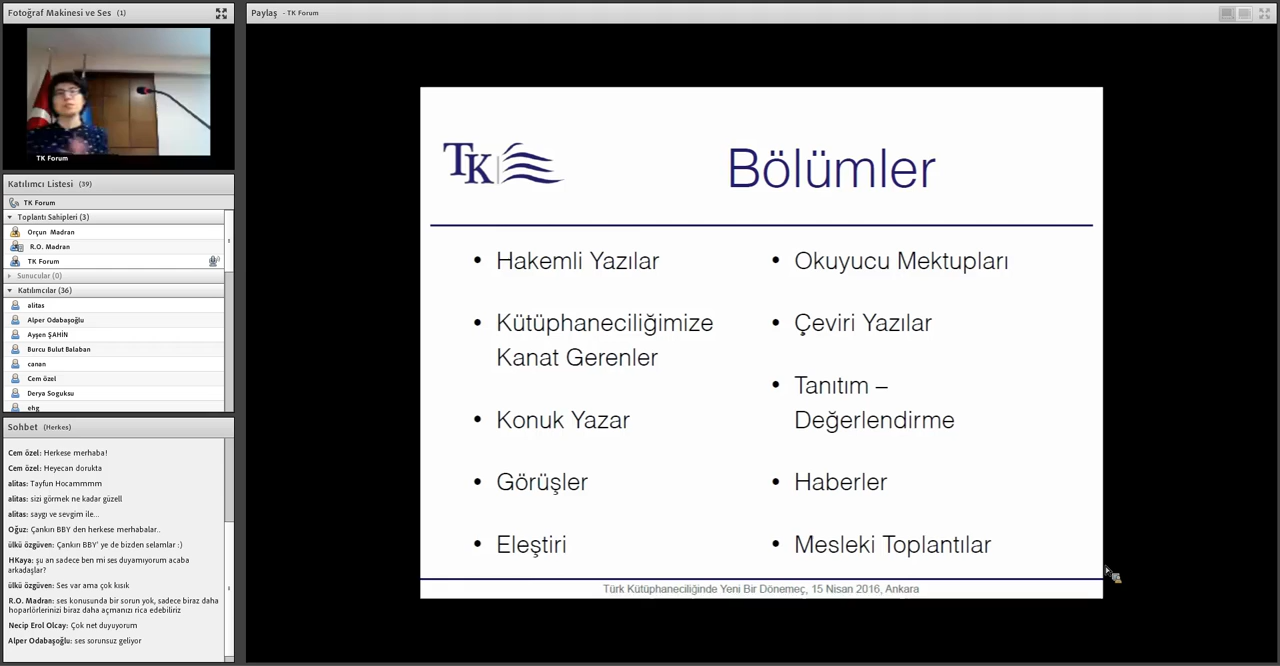 Fotoğraf Makinesi ve Ses (1)
TK Forum
Katılımcı Listesi (39)
TK Forum
Toplantı Sahipleri (3)
Orçun Madran
R.O. Madran
TK Forum
Sunucular (0)
Katılımcılar (36)
alitas
Alper Odabaşoğlu
Ayşen ŞAHİN
Burcu Bulut Balaban
canan
Cem özel
Derya Soguksu
ehg
Sohbet (Herkes)
Cem özel: Herkese merhaba!
Cem özel: Heyecan dorukta
alitas: Tayfun Hocammmm
alitas: sizi görmek ne kadar güzell
alitas: saygı ve sevgim ile...
Oğuz: Çankırı BBY den herkese merhabalar..
ülkü özgüven: Çankırı BBY' ye de bizden selamlar :)
HKaya: şu an sadece ben mi ses duyamıyorum acaba
arkadaşlar?
ülkü özgüven: Ses var ama çok kısık
R.O. Madran: ses konusunda bir sorun yok, sadece biraz daha
hoparlörlerinizi biraz daha açmanızı rica edebiliriz
Necip Erol Olcay: Çok net duyuyorum
Alper Odabaşoğlu: ses sorunsuz geliyor
Paylaş - TK Forum
TK
Bölümler
• Hakemli Yazılar
• Kütüphaneciliğimize
Kanat Gerenler
• Konuk Yazar
• Görüşler
• Eleştiri
• Okuyucu Mektupları
• Çeviri Yazılar
• Tanıtım –
Değerlendirme
• Haberler
• Mesleki Toplantılar
Türk Kütüphaneciliğinde Yeni Bir Dönemeç, 15 Nisan 2016, Ankara